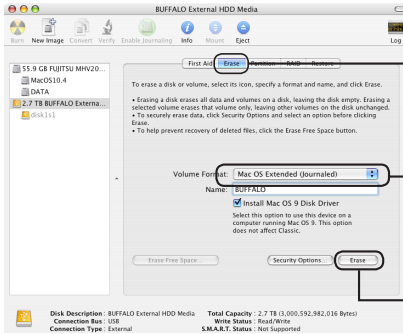 BUFFALO External HDD Media
Burn New Image Convert Verify Enable Journaling Info Mount Eject Log
First Aid Erase Partition RAID Restore
55.9 GB FUJITSU MHV20...
MacOS10.4
DATA
2.7 TB BUFFALO Externa...
disk1s1
To erase a disk or volume, select its icon, specify a format and name, and click Erase.
• Erasing a disk erases all data and volumes on a disk, leaving the disk empty. Erasing a
selected volume erases that volume only, leaving other volumes on the disk unchanged.
• To securely erase data, click Security Options and select an option before clicking
Erase.
• To help prevent recovery of deleted files, click the Erase Free Space button.
Volume Format: Mac OS Extended (Journaled)
Name: BUFFALO
Install Mac OS 9 Disk Driver
Select this option to use this device on a
computer running Mac OS 9. This option
does not affect Classic.
Erase Free Space... Security Options... Erase
Disk Description : BUFFALO External HDD Media Total Capacity : 2.7 TB (3,000,592,982,016 Bytes)
Connection Bus : USB Write Status : Read/Write
Connection Type : External S.M.A.R.T. Status : Not Supported